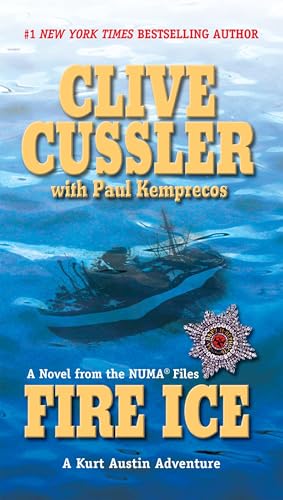 #1 NEW YORK TIMES BESTSELLING AUTHOR
CLIVE
CUSSLER
with Paul Kemprecos
A Novel from the NUMA® Files
FIRE ICE
A Kurt Austin Adventure